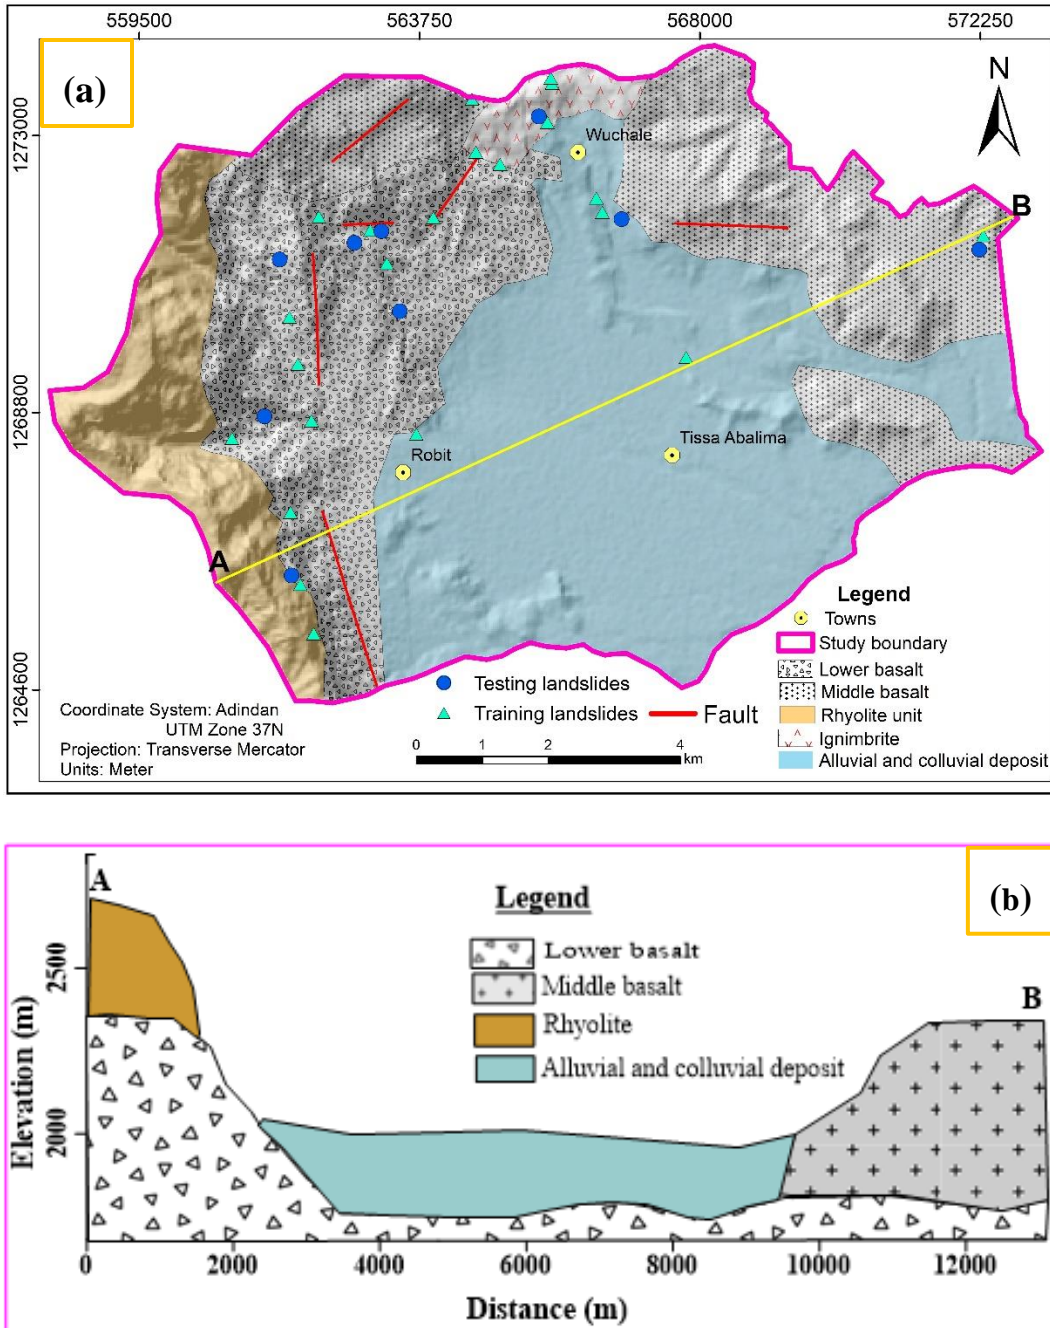 559500 563750 568000 572250
(a)
N
1273000
Wuchale
B
1268800
Robit
Tissa Abalima
A
1264600
Legend
Towns
Study boundary
Lower basalt
Middle basalt
Rhyolite unit
Ignimbrite
Alluvial and colluvial deposit
Testing landslides
Training landslides
Fault
Coordinate System: Adindan
UTM Zone 37N
Projection: Transverse Mercator
Units: Meter
0 1 2 4
km
(b)
A
Legend
Lower basalt
Middle basalt
Rhyolite
Alluvial and colluvial deposit
B
Elevation (m)
2500
2000
0 2000 4000 6000 8000 10000 12000
Distance (m)